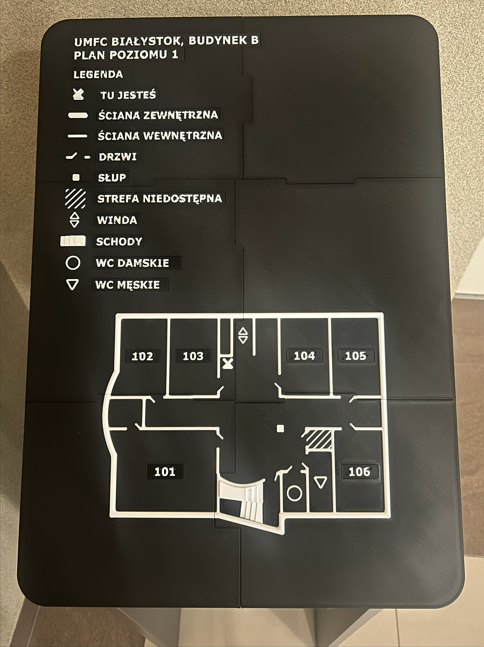 UMFC BIAŁYSTOK, BUDYNEK B
PLAN POZIOMU 1
LEGENDA
TU JESTEŚ
ŚCIANA ZEWNĘTRZNA
ŚCIANA WEWNĘTRZNA
DRZWI
SŁUP
STREFA NIEDOSTĘPNA
WINDA
SCHODY
WC DAMSKIE
WC MĘSKIE
102 103 104 105
101 106